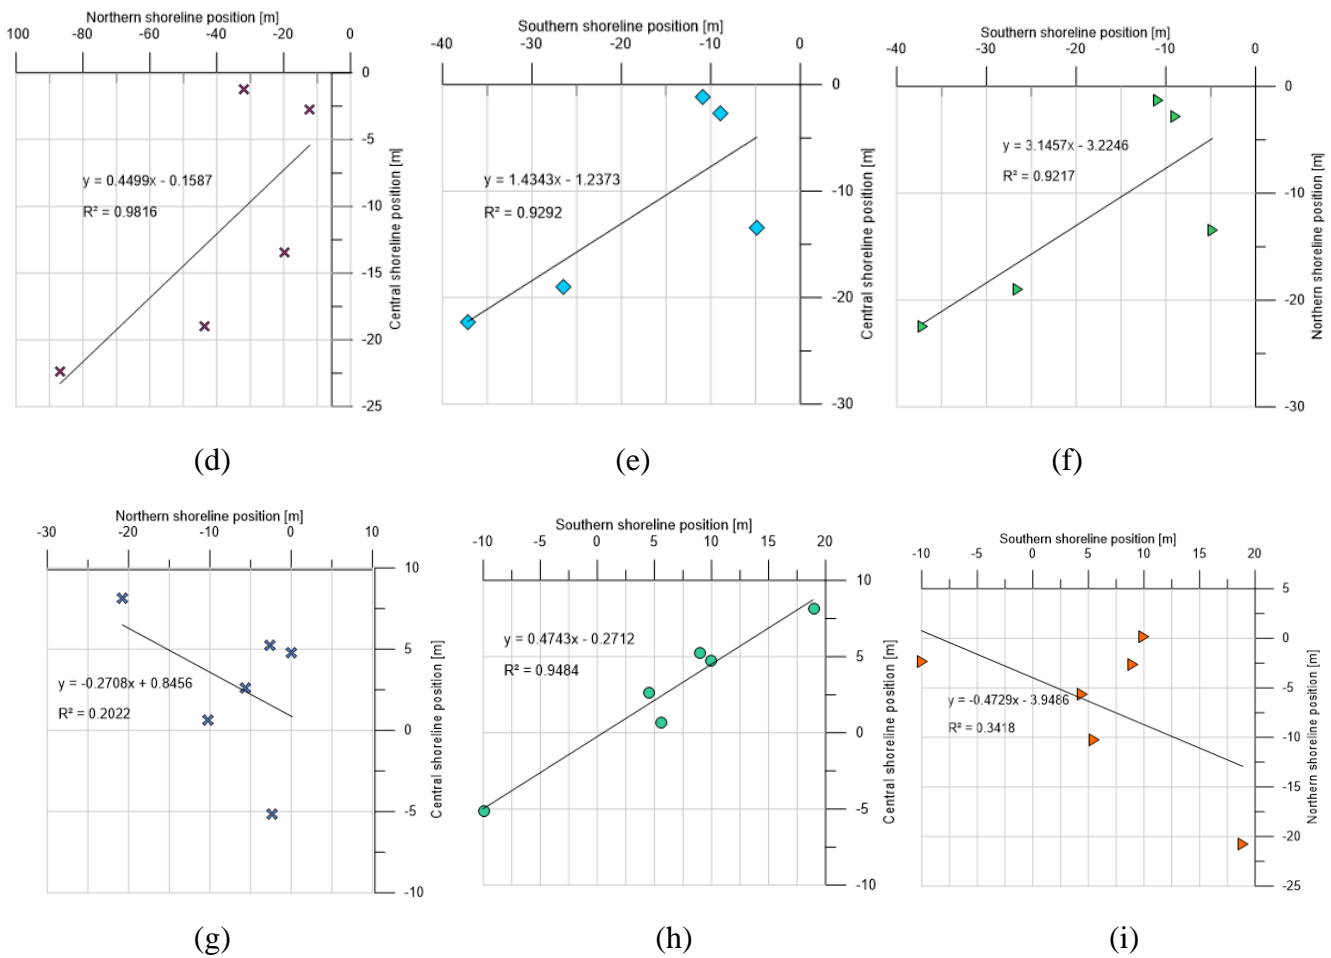 Northern shoreline position [m]
100 -80 -60 -40 -20 0
0
-5
-10
-15
-20
-25
Central shoreline position [m]
y = 0.4499x - 0.1587
R² = 0.9816
(d)
Southern shoreline position [m]
-40 -30 -20 -10 0
0
-10
-20
-30
Central shoreline position [m]
y = 1.4343x - 1.2373
R² = 0.9292
(e)
Southern shoreline position [m]
-40 -30 -20 -10 0
0
-10
-20
-30
Northern shoreline position [m]
y = 3.1457x - 3.2246
R² = 0.9217
(f)
Northern shoreline position [m]
-30 -20 -10 0 10
10
5
0
-5
-10
Central shoreline position [m]
y = -0.2708x + 0.8456
R² = 0.2022
(g)
Southern shoreline position [m]
-10 -5 0 5 10 15 20
10
5
0
-5
-10
Central shoreline position [m]
y = 0.4743x - 0.2712
R² = 0.9484
(h)
Southern shoreline position [m]
-10 -5 0 5 10 15 20
5
0
-5
-10
-15
-20
-25
Northern shoreline position [m]
y = -0.4729x - 3.9486
R² = 0.3418
(i)